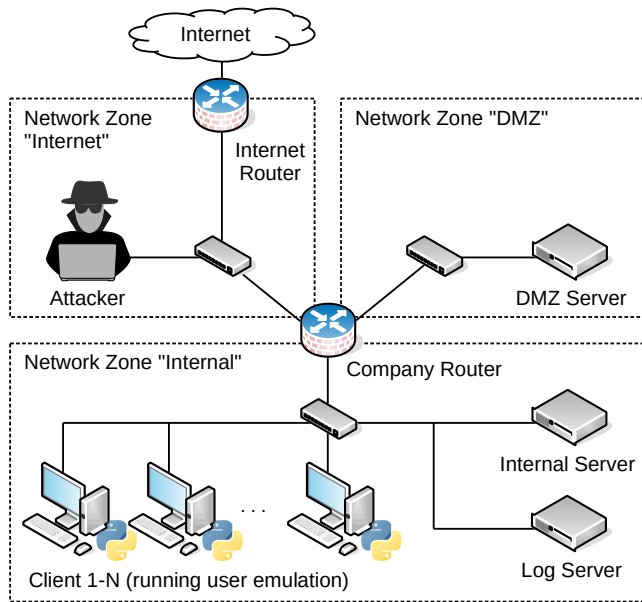 Internet
Network Zone
"Internet"
Network Zone "DMZ"
Internet
Router
Attacker
DMZ Server
Network Zone "Internal"
Company Router
Internal Server
. . .
Client 1-N (running user emulation)
Log Server